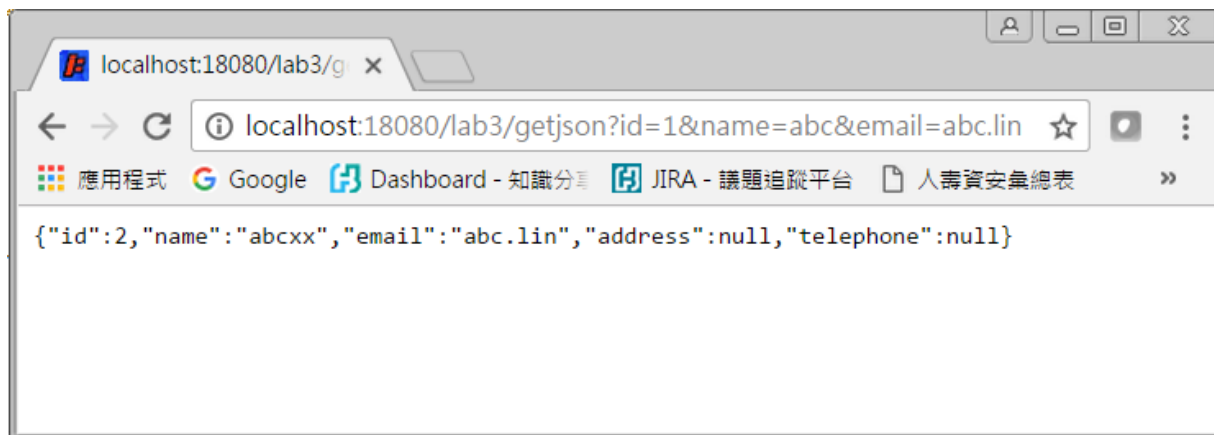 localhost:18080/lab3/g
localhost:18080/lab3/getjson?id=1&name=abc&email=abc.lin
應用程式 Google Dashboard - 知識分 JIRA - 議題追蹤平台 人壽資安彙總表 »
{"id":2,"name":"abcxx","email":"abc.lin","address":null,"telephone":null}